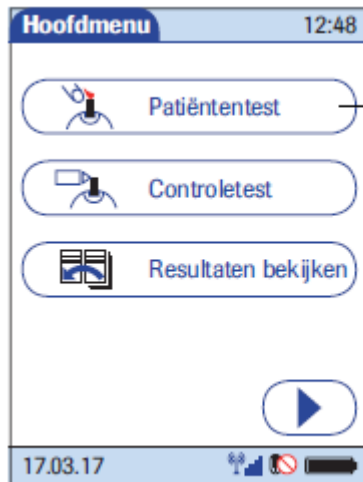 Hoofdmenu 12:48
Patiëntentest
Controletest
Resultaten bekijken
17.03.17